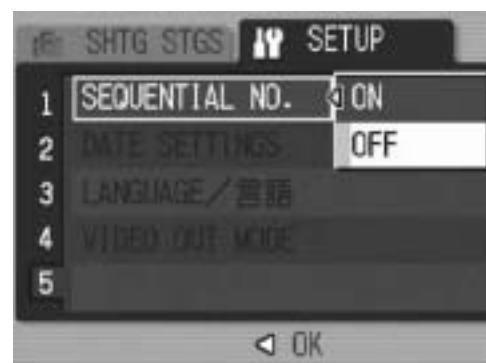 SHTG STGS SETUP
1 SEQUENTIAL NO. ON
2 DATE SETTINGS OFF
3 LANGUAGE/言語
4 VIDEO OUT MODE
5
OK